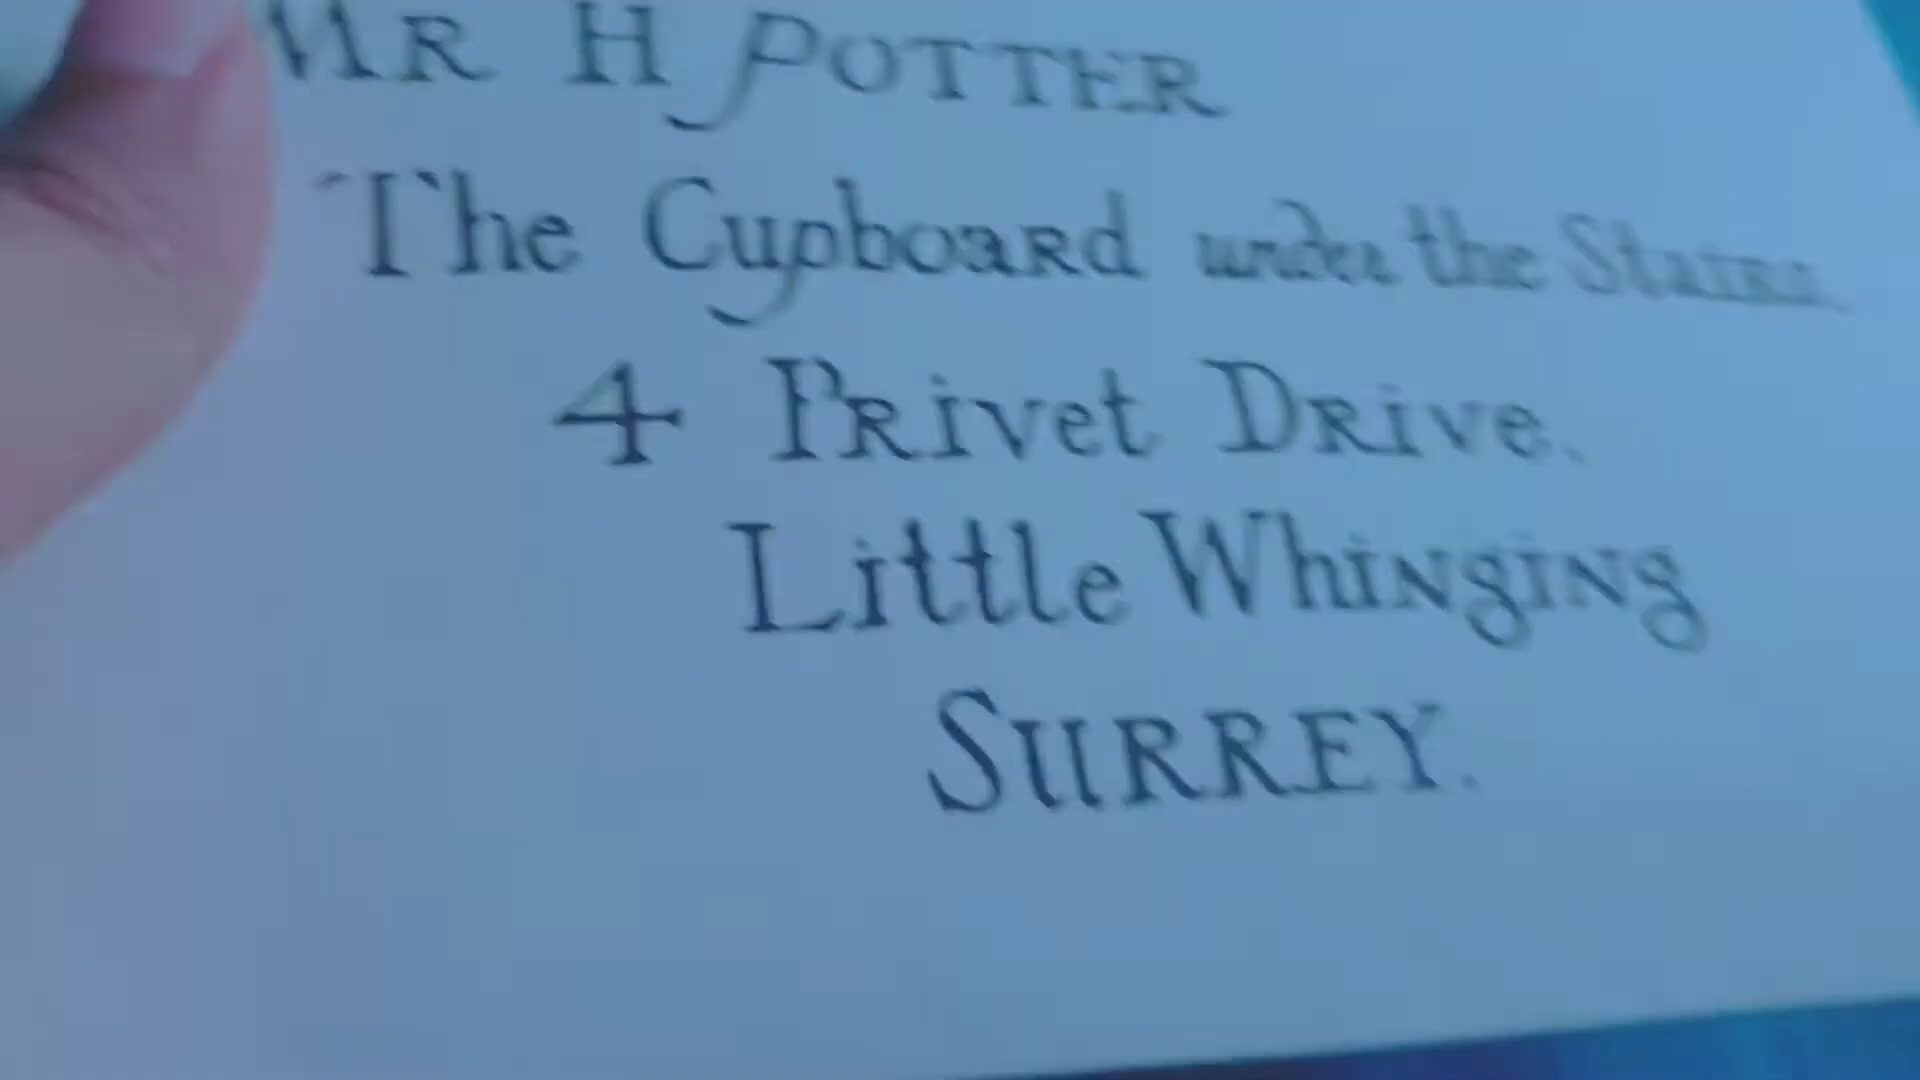 MR H POTTER
The Cupboard under the Stairs,
4 Privet Drive,
Little Whinging
SURREY.